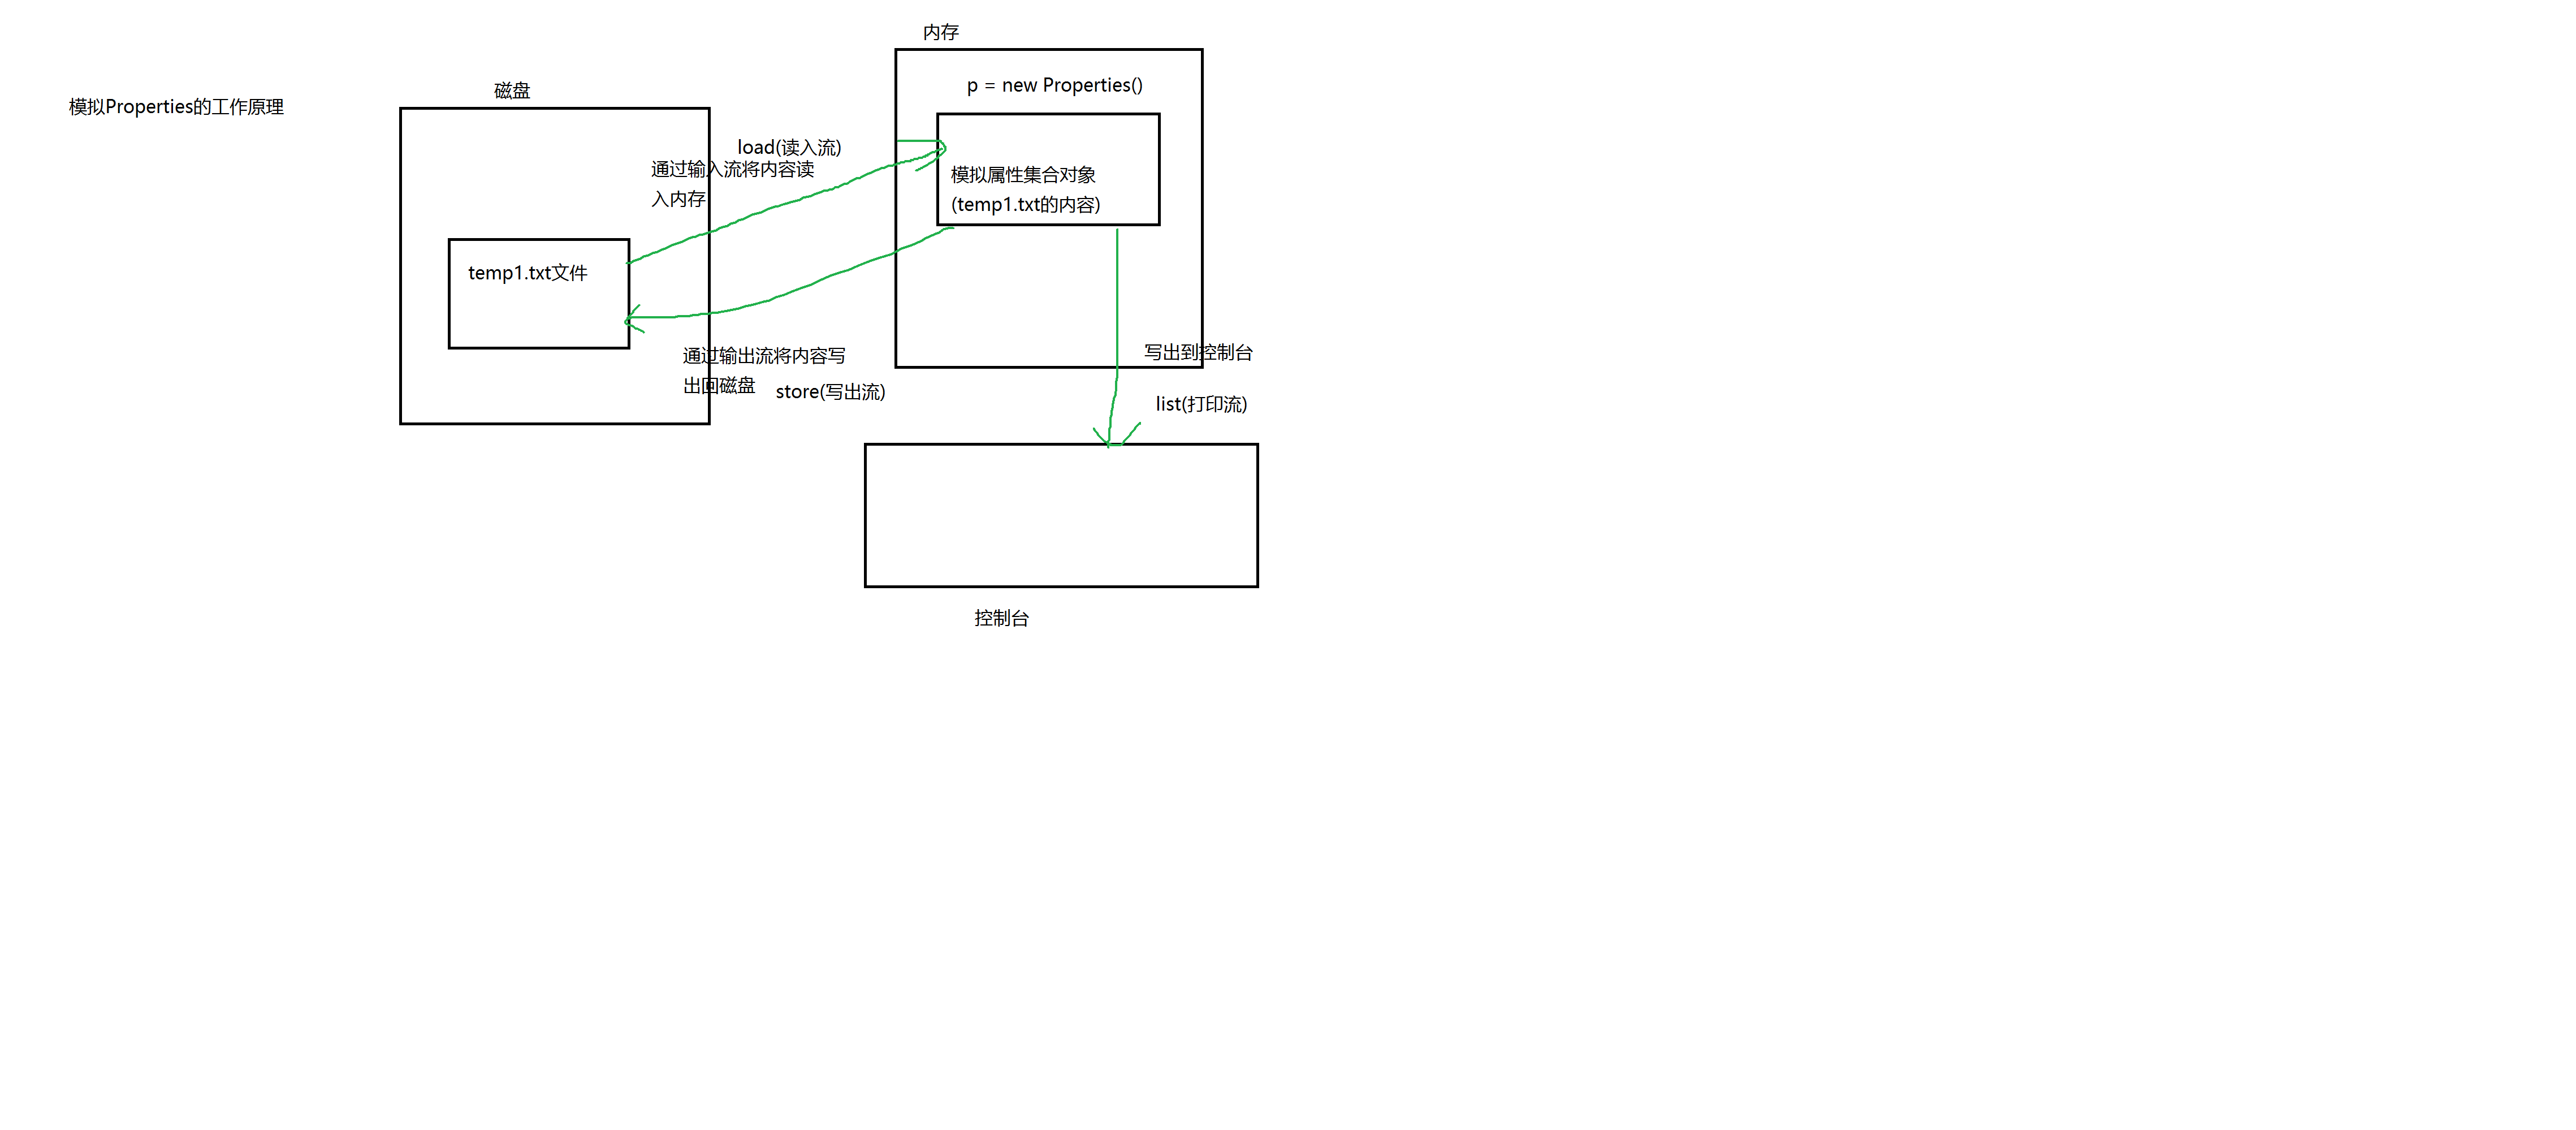 模拟Properties的工作原理
磁盘
temp1.txt文件
load(读入流)
通过输入流将内容读
入内存
通过输出流将内容写
出回磁盘
store(写出流)
内存
p = new Properties()
模拟属性集合对象
(temp1.txt的内容)
写出到控制台
list(打印流)
控制台